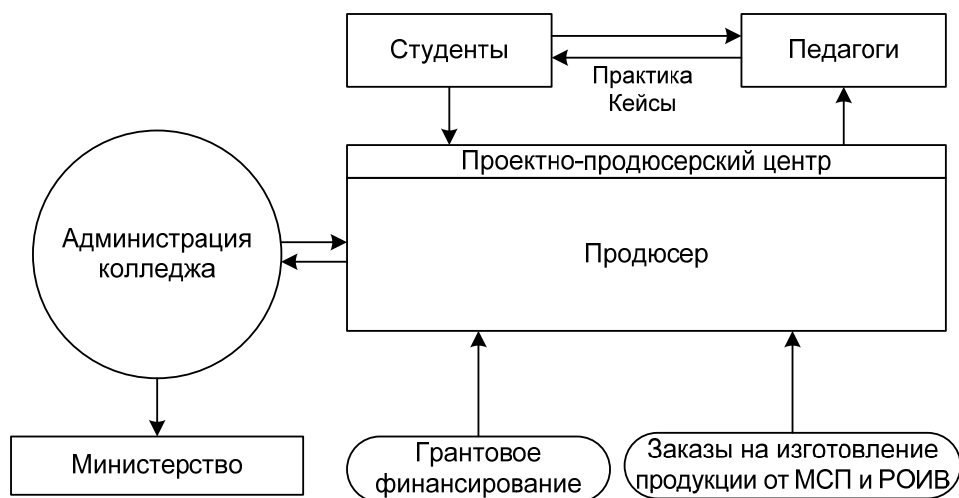 Студенты
Педагоги
Практика
Кейсы
Проектно-продюсерский центр
Администрация
колледжа
Продюсер
Министерство
Грантовое
финансирование
Заказы на изготовление
продукции от МСП и РОИВ